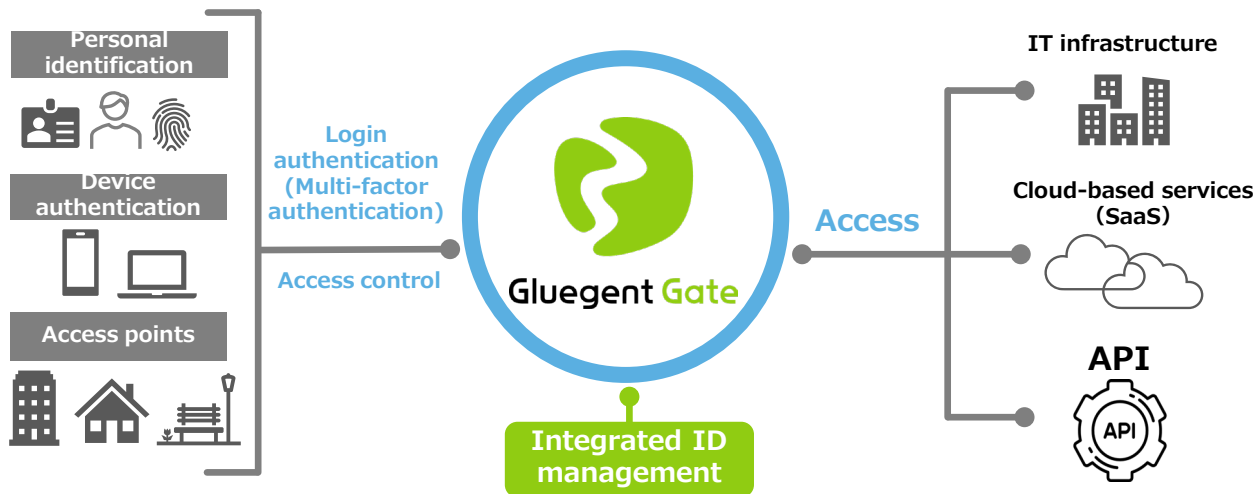 Personal
identification
Device
authentication
Access points
Login
authentication
(Multi-factor
authentication)
Access control
Gluegent Gate
Integrated ID
management
Access
IT infrastructure
Cloud-based services
（SaaS）
API
API